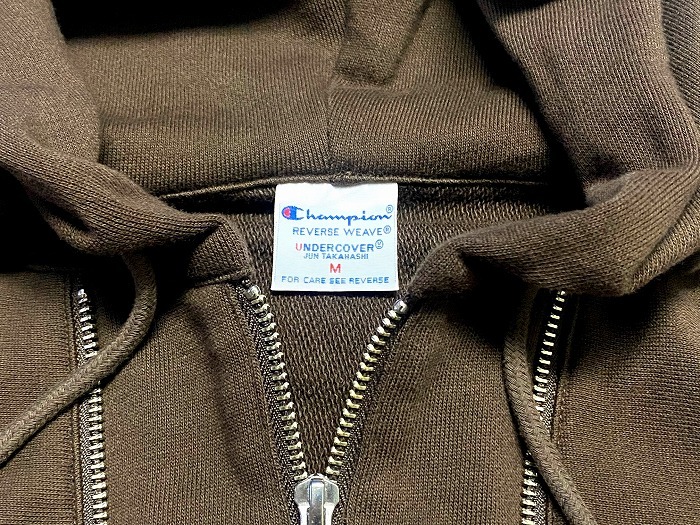 Champion®
REVERSE WEAVE®
UNDERCOVER®
JUN TAKAHASHI
M
FOR CARE SEE REVERSE